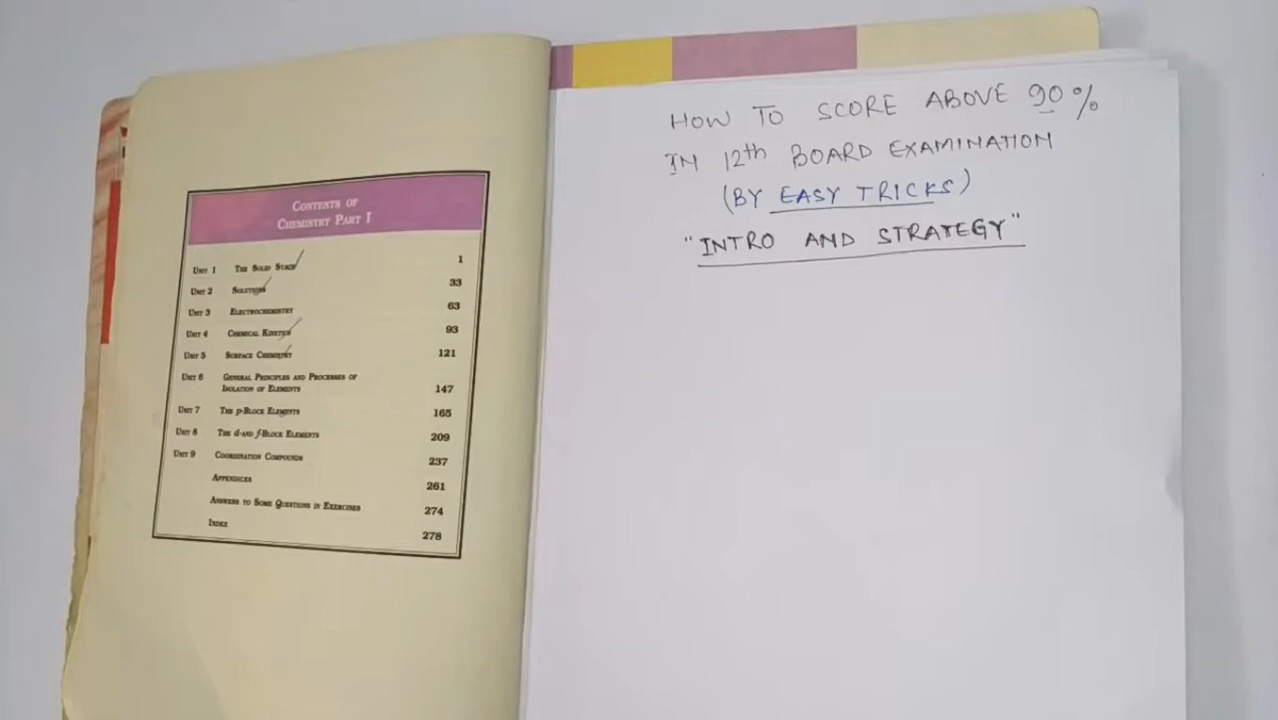 CONTENTS OF
CHEMISTRY PART I
UNIT 1 THE SOLID STATE 1
UNIT 2 SOLUTIONS 33
UNIT 3 ELECTROCHEMISTRY 63
UNIT 4 CHEMICAL KINETICS 93
UNIT 5 SURFACE CHEMISTRY 121
UNIT 6 GENERAL PRINCIPLES AND PROCESSES OF
ISOLATION OF ELEMENTS 147
UNIT 7 THE p-BLOCK ELEMENTS 165
UNIT 8 THE d-AND f-BLOCK ELEMENTS 209
UNIT 9 COORDINATION COMPOUNDS 237
APPENDICES 261
ANSWERS TO SOME QUESTIONS IN EXERCISES 274
INDEX 278
HOW TO SCORE ABOVE 90%
IN 12th BOARD EXAMINATION
(BY EASY TRICKS)
"INTRO AND STRATEGY"